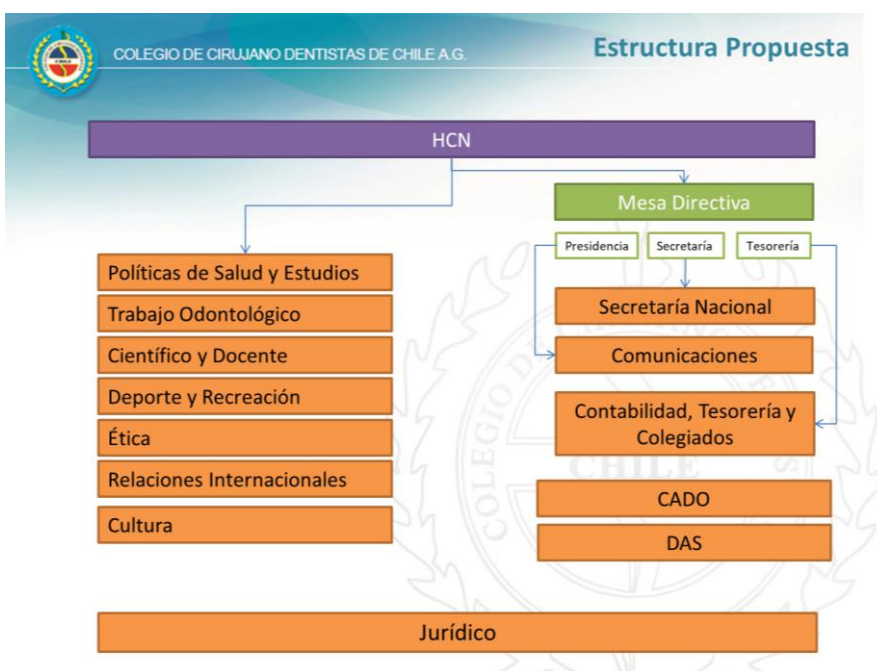 COLEGIO DE CIRUJANO DENTISTAS DE CHILE A.G.
Estructura Propuesta
HCN
Mesa Directiva
Presidencia
Secretaría
Tesorería
Políticas de Salud y Estudios
Trabajo Odontológico
Científico y Docente
Deporte y Recreación
Ética
Relaciones Internacionales
Cultura
Secretaría Nacional
Comunicaciones
Contabilidad, Tesorería y
Colegiados
CADO
DAS
Jurídico
CHILE